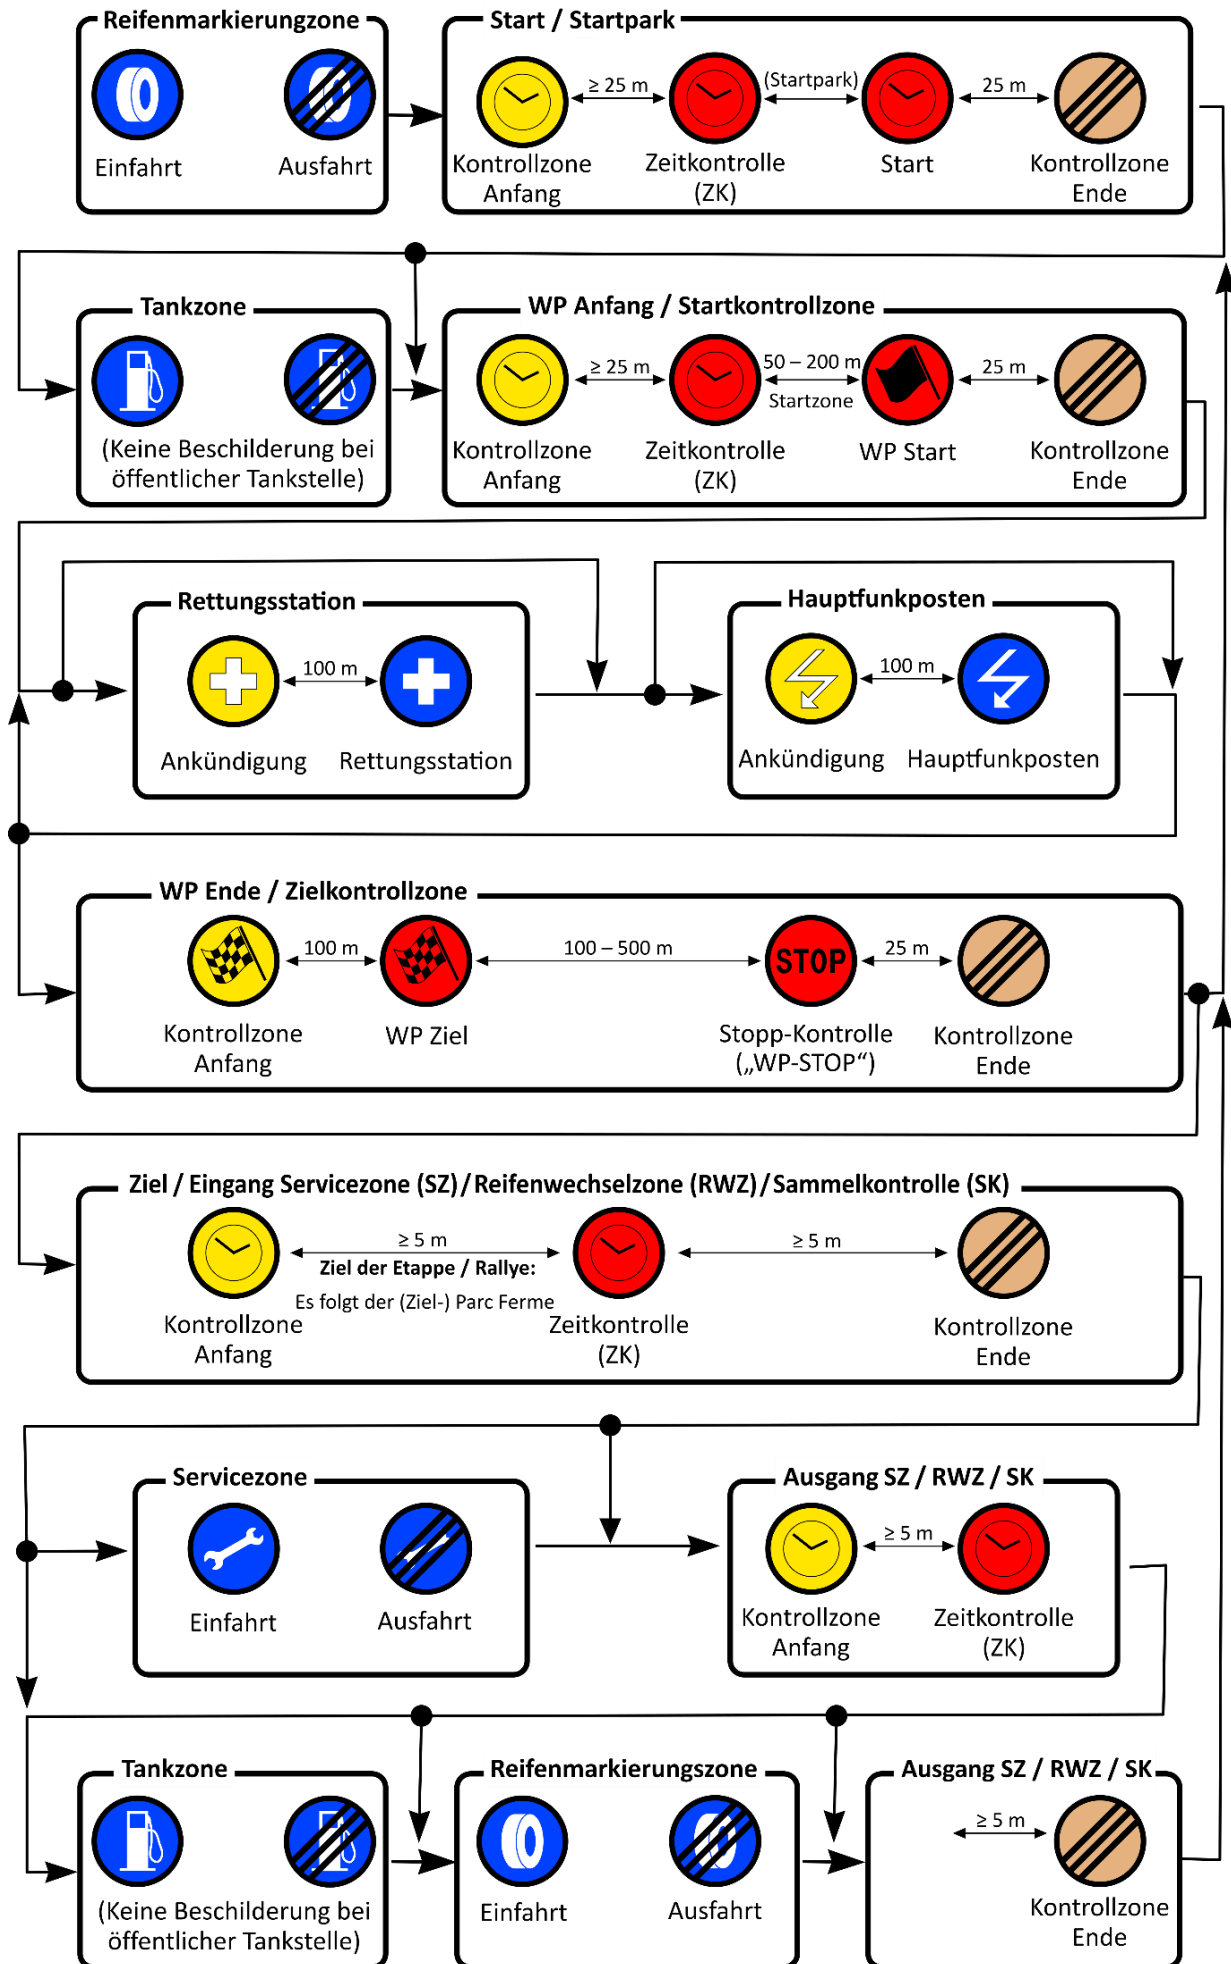 Reifenmarkierungzone
Einfahrt
Ausfahrt
Start / Startpark
≥ 25 m
(Startpark)
25 m
Kontrollzone
Anfang
Zeitkontrolle
(ZK)
Start
Kontrollzone
Ende
Tankzone
(Keine Beschilderung bei
öffentlicher Tankstelle)
WP Anfang / Startkontrollzone
≥ 25 m
50 – 200 m
Startzone
25 m
Kontrollzone
Anfang
Zeitkontrolle
(ZK)
WP Start
Kontrollzone
Ende
Rettungsstation
100 m
Ankündigung
Rettungsstation
Hauptfunkposten
100 m
Ankündigung
Hauptfunkposten
WP Ende / Zielkontrollzone
100 m
100 – 500 m
STOP
25 m
Kontrollzone
Anfang
WP Ziel
Stopp-Kontrolle
(„WP-STOP“)
Kontrollzone
Ende
Ziel / Eingang Servicezone (SZ) / Reifenwechselzone (RWZ) / Sammelkontrolle (SK)
≥ 5 m
≥ 5 m
Ziel der Etappe / Rallye:
Es folgt der (Ziel-) Parc Ferme
Kontrollzone
Anfang
Zeitkontrolle
(ZK)
Kontrollzone
Ende
Servicezone
Einfahrt
Ausfahrt
Ausgang SZ / RWZ / SK
≥ 5 m
Kontrollzone
Anfang
Zeitkontrolle
(ZK)
Tankzone
(Keine Beschilderung bei
öffentlicher Tankstelle)
Reifenmarkierungszone
Einfahrt
Ausfahrt
Ausgang SZ / RWZ / SK
≥ 5 m
Kontrollzone
Ende